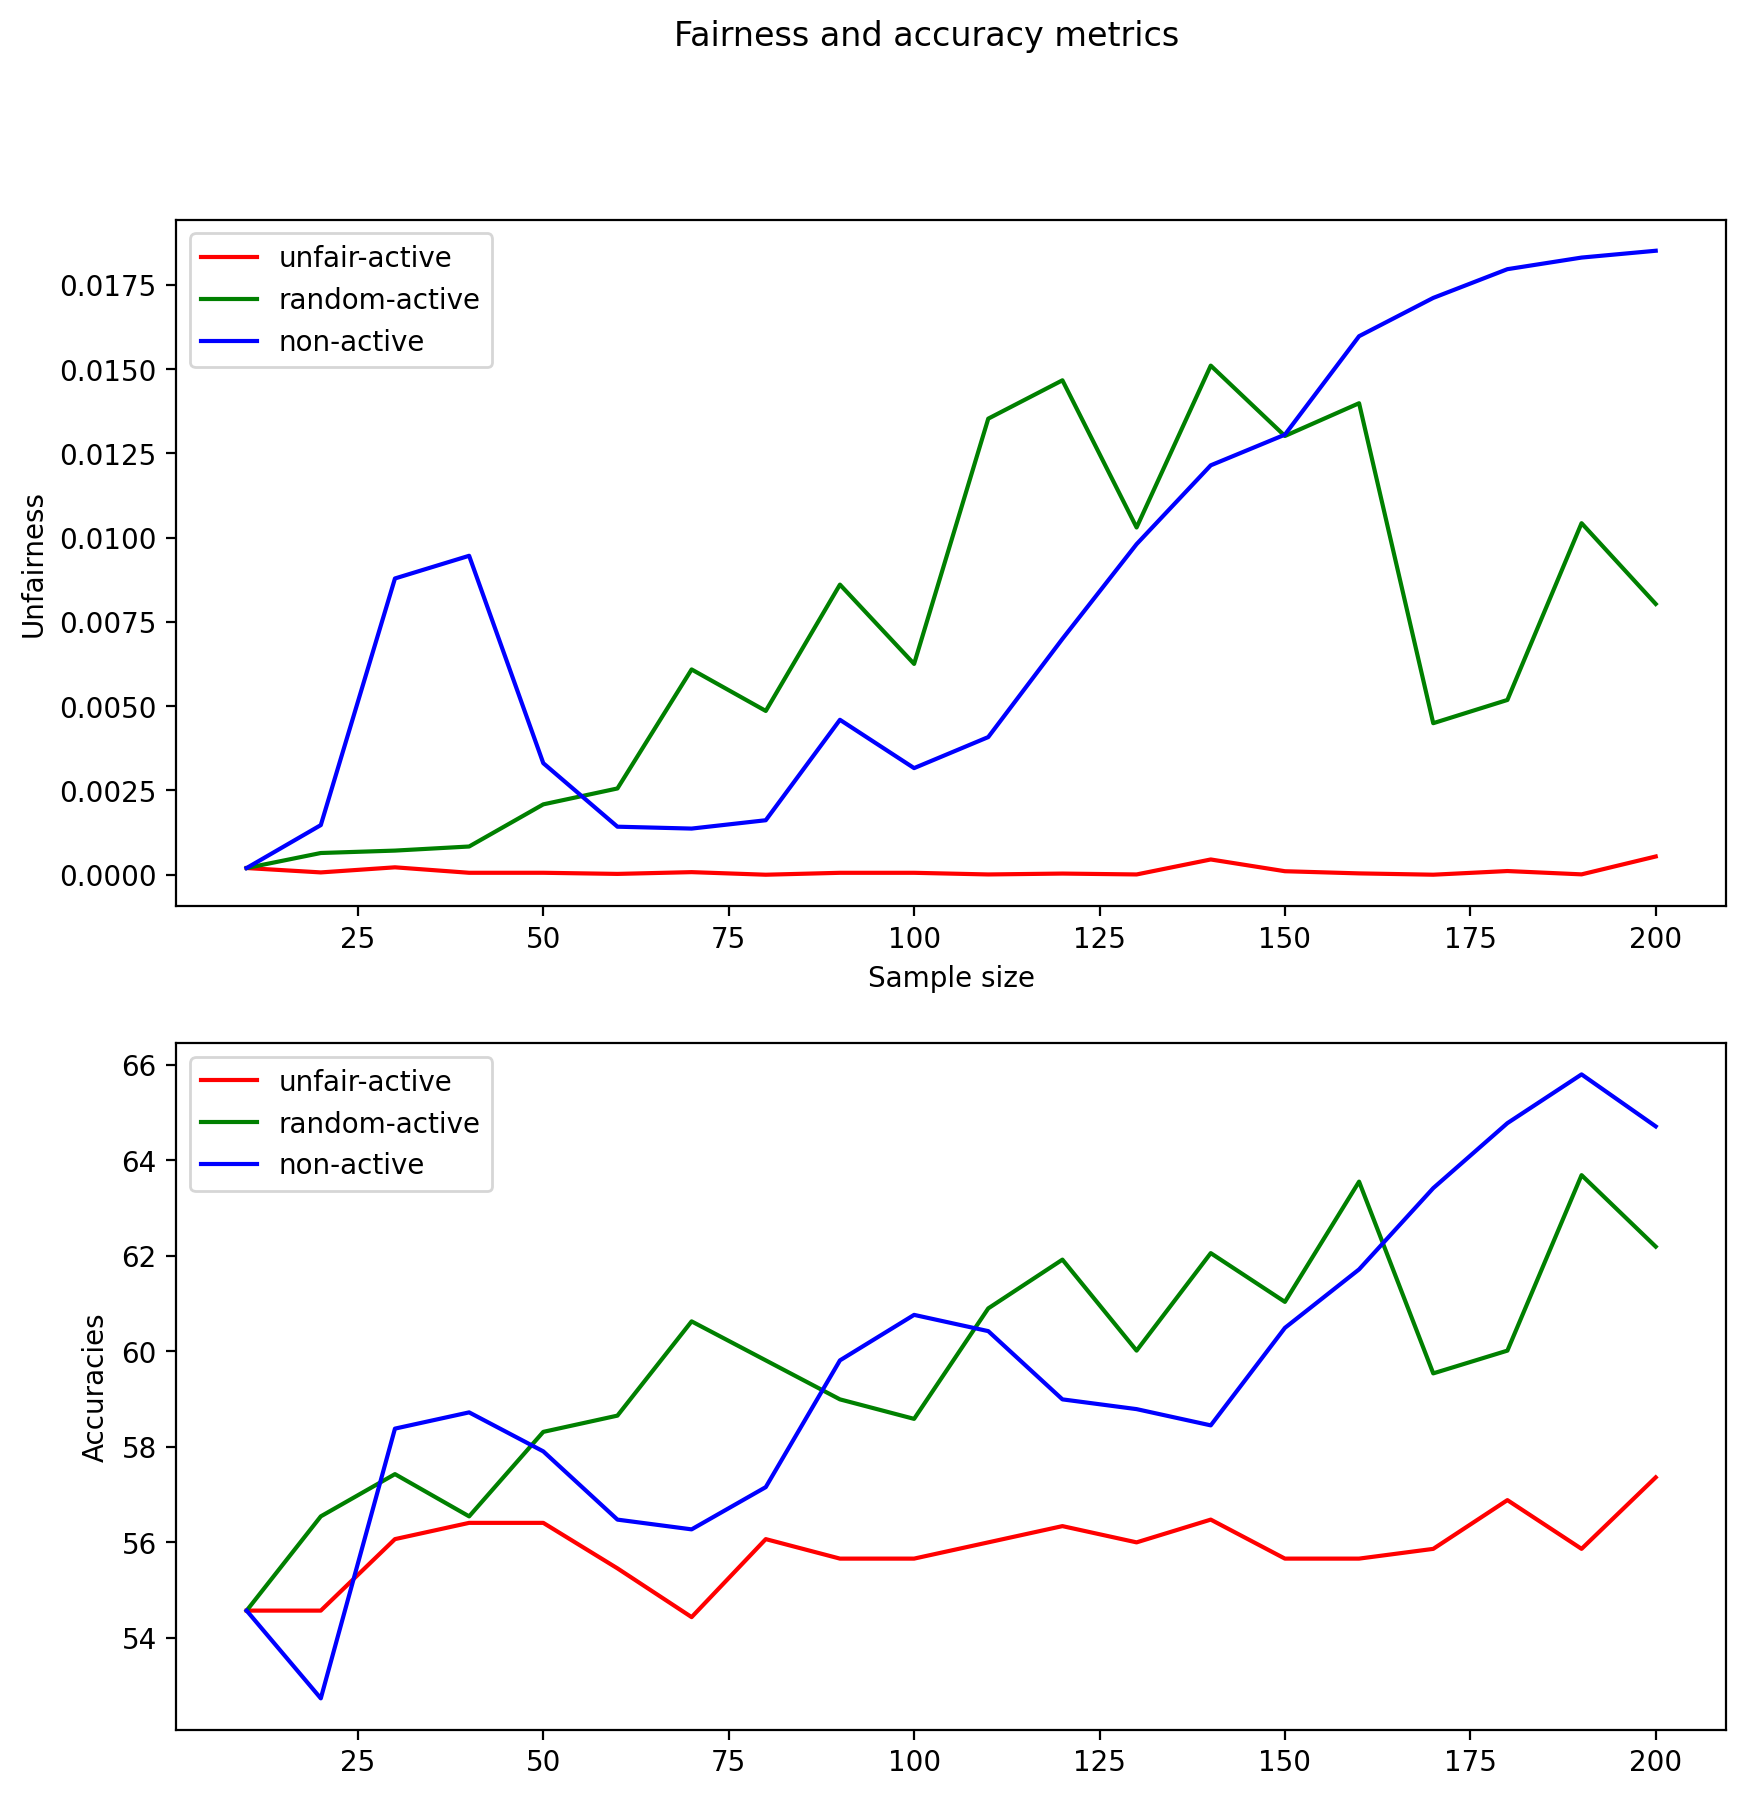 Fairness and accuracy metrics
unfair-active
random-active
non-active
0.0175
0.0150
0.0125
0.0100
0.0075
0.0050
0.0025
0.0000
Unfairness
25 50 75 100 125 150 175 200
Sample size
unfair-active
random-active
non-active
66
64
62
60
58
56
54
Accuracies
25 50 75 100 125 150 175 200